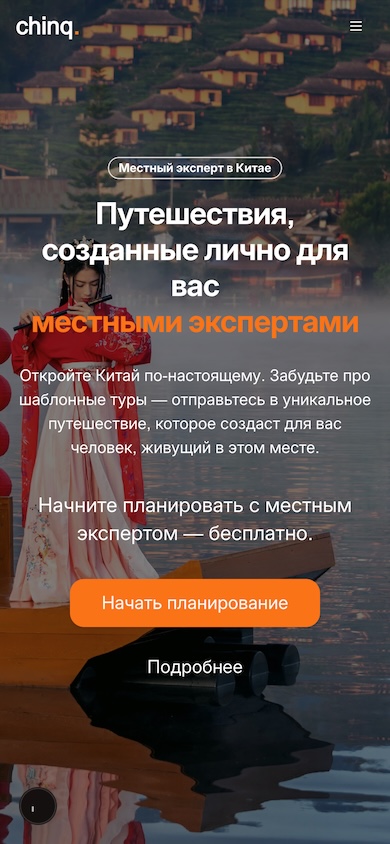 chinq.
Местный эксперт в Китае
Путешествия,
созданные лично для
вас
местными экспертами
Откройте Китай по-настоящему. Забудьте про
шаблонные туры — отправьтесь в уникальное
путешествие, которое создаст для вас
человек, живущий в этом месте.
Начните планировать с местным
экспертом — бесплатно.
Начать планирование
Подробнее